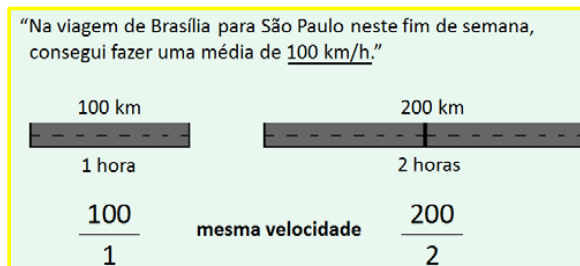 “Na viagem de Brasília para São Paulo neste fim de semana,
consegui fazer uma média de 100 km/h.”
100 km 200 km
1 hora 2 horas
100 mesma velocidade 200
1 2